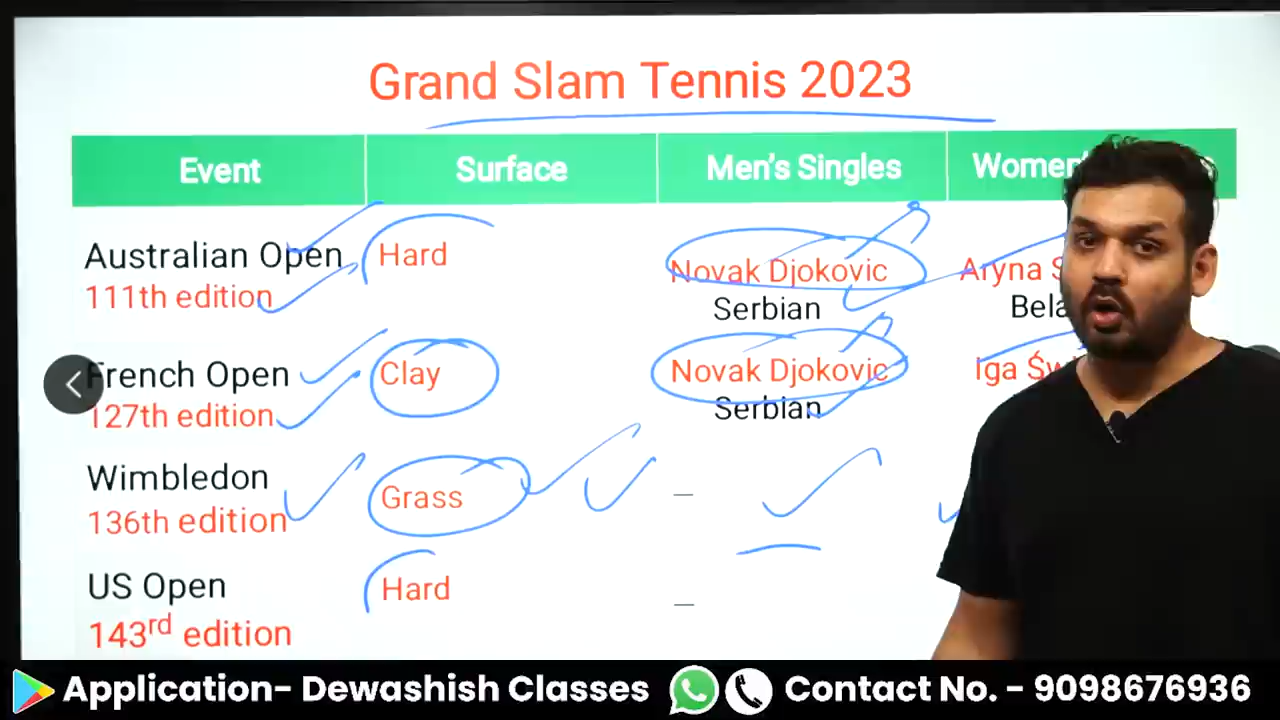 Grand Slam Tennis 2023
Event Surface Men's Singles
Australian Open Hard
111th edition Novak Djokovic Aryna
Serbian
French Open Clay Novak Djokovic Iga
127th edition Serbian
Wimbledon
136th edition Grass –
US Open Hard –
143rd edition
Application- Dewashish Classes Contact No. - 9098676936